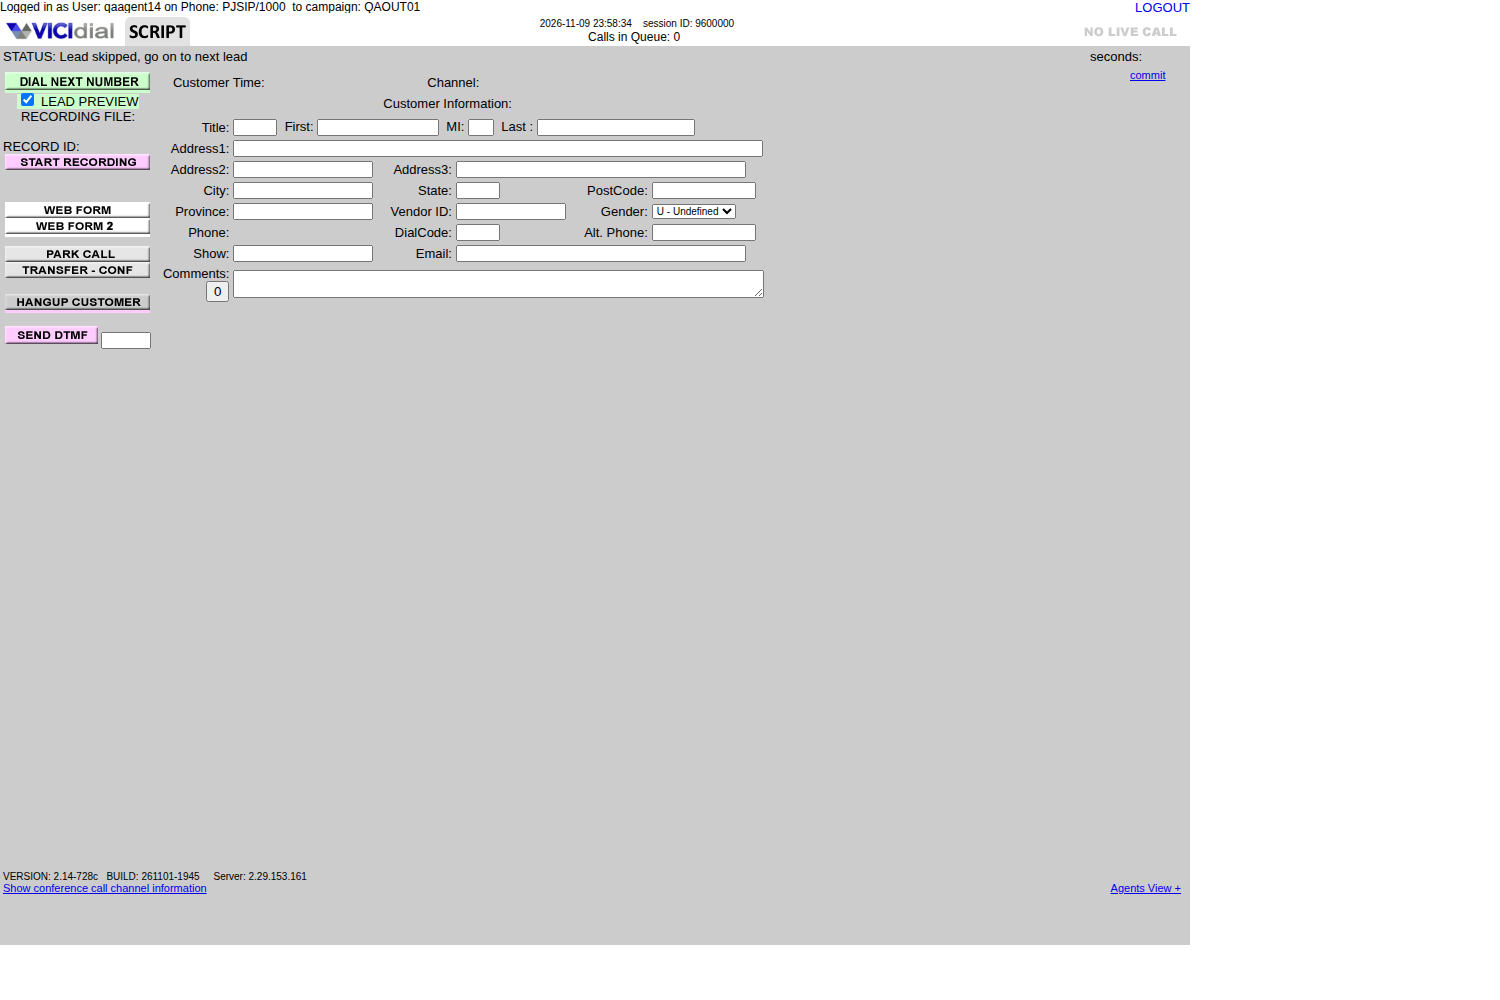 Logged in as User: qaagent14 on Phone: PJSIP/1000  to campaign: QAOUT01 LOGOUT
VICIdial SCRIPT 2026-11-09 23:58:34 session ID: 9600000
Calls in Queue: 0 NO LIVE CALL
STATUS: Lead skipped, go on to next lead seconds:
DIAL NEXT NUMBER Customer Time: Channel: commit
LEAD PREVIEW Customer Information:
RECORDING FILE:
Title: First: MI: Last :
RECORD ID: Address1:
START RECORDING Address2: Address3:
City: State: PostCode:
WEB FORM Province: Vendor ID: Gender: U - Undefined
WEB FORM 2 Phone: DialCode: Alt. Phone:
PARK CALL Show: Email:
TRANSFER - CONF Comments:
0
HANGUP CUSTOMER
SEND DTMF
VERSION: 2.14-728c BUILD: 261101-1945 Server: 2.29.153.161
Show conference call channel information Agents View +